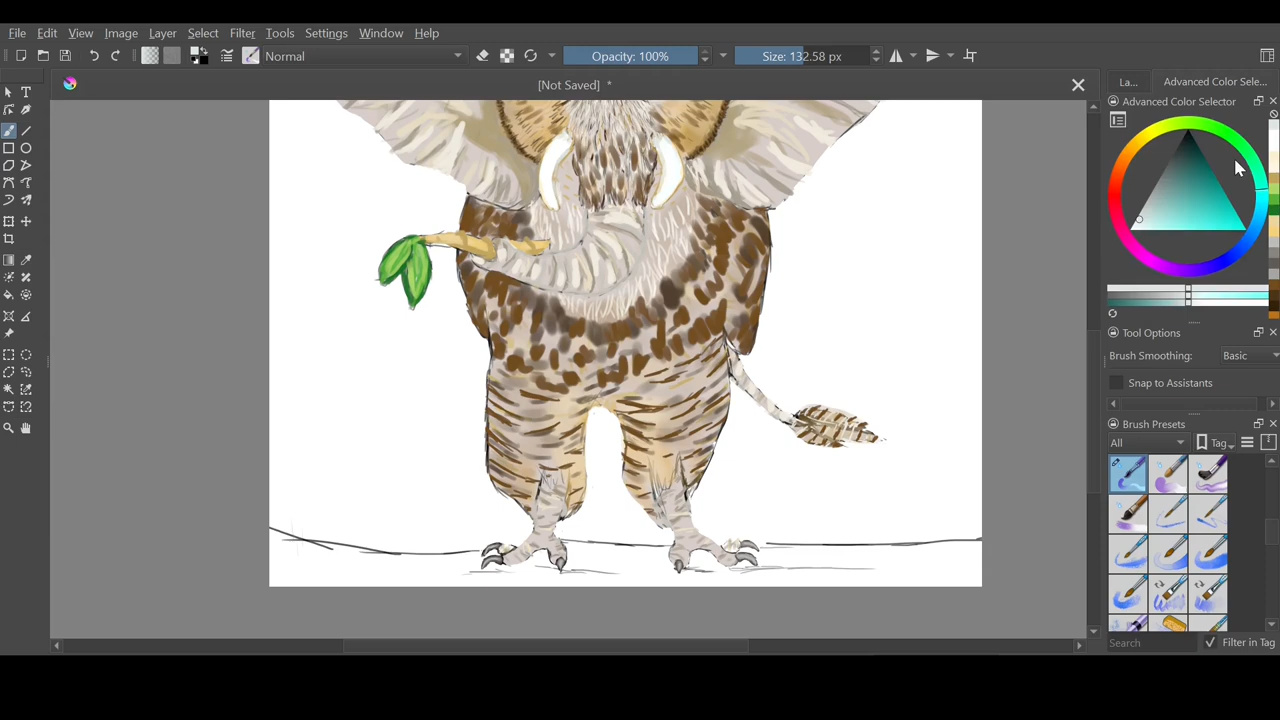 File Edit View Image Layer Select Filter Tools Settings Window Help
Normal Opacity: 100% Size: 132.58 px
[Not Saved] *
La... Advanced Color Sele...
Advanced Color Selector
Tool Options
Brush Smoothing: Basic
Snap to Assistants
Brush Presets
All Tag
Search Filter in Tag